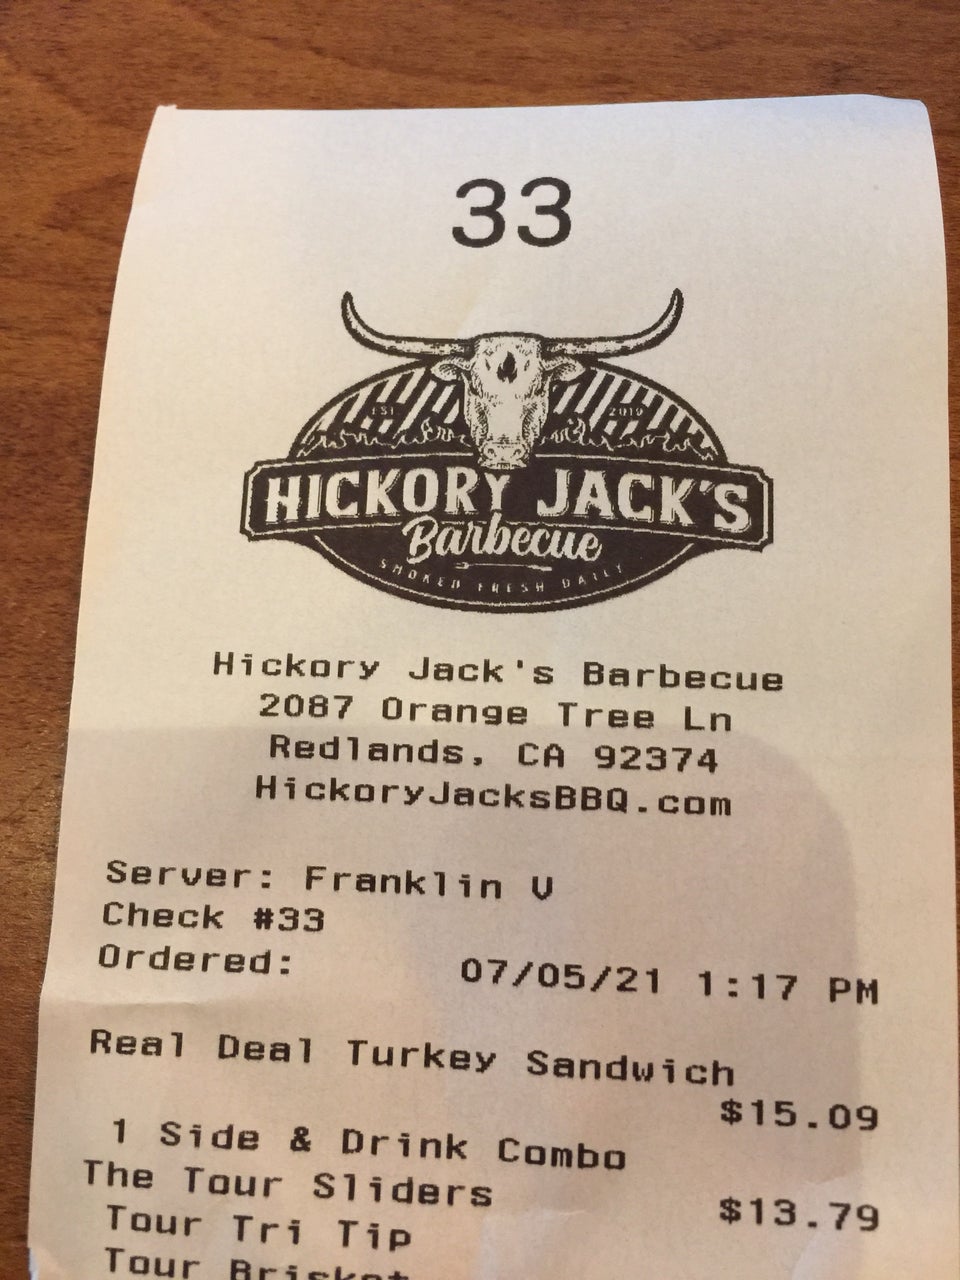 33
EST 2019
HICKORY JACK'S
Barbecue
SMOKED FRESH DAILY
Hickory Jack's Barbecue
2087 Orange Tree Ln
Redlands, CA 92374
HickoryJacksBBQ.com
Server: Franklin V
Check #33
Ordered: 07/05/21 1:17 PM
Real Deal Turkey Sandwich
$15.09
1 Side & Drink Combo
The Tour Sliders
$13.79
Tour Tri Tip
Tour Brisket